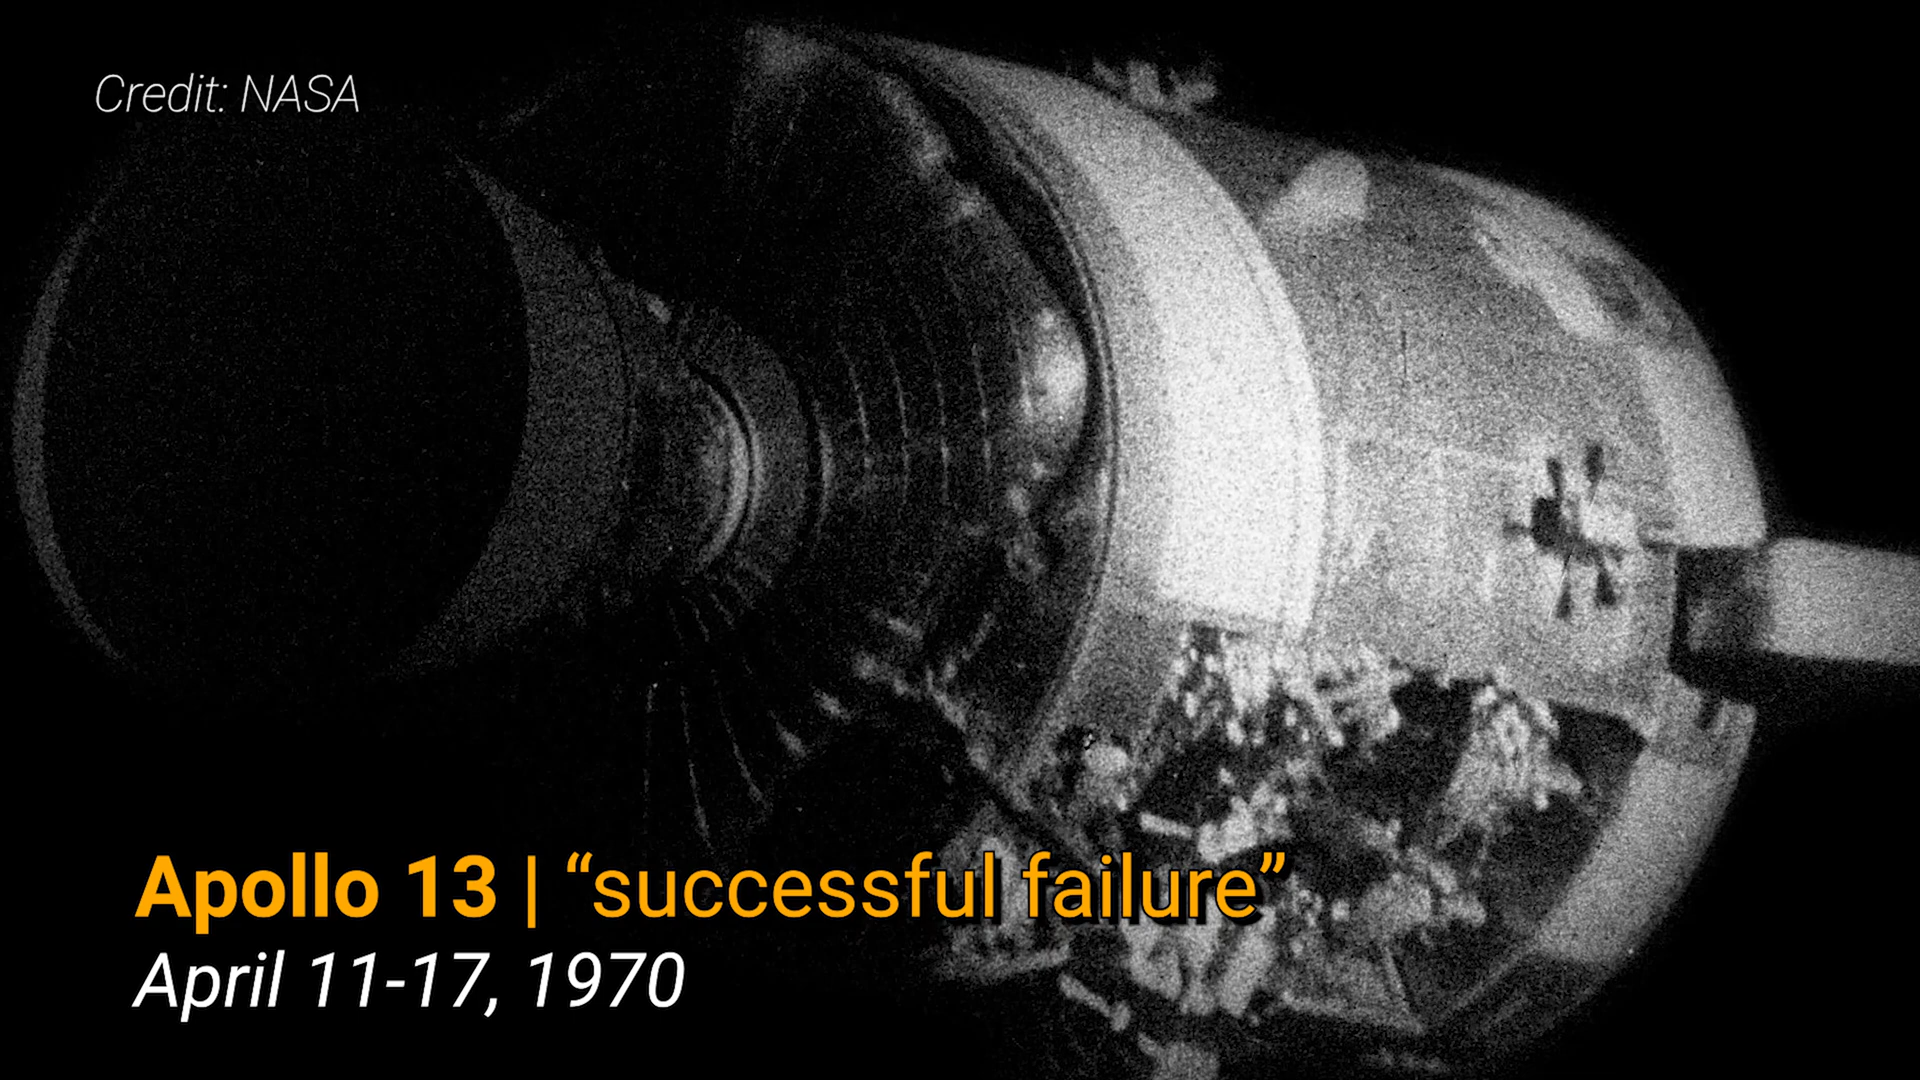 Credit: NASA
Apollo 13 | “successful failure”
April 11-17, 1970